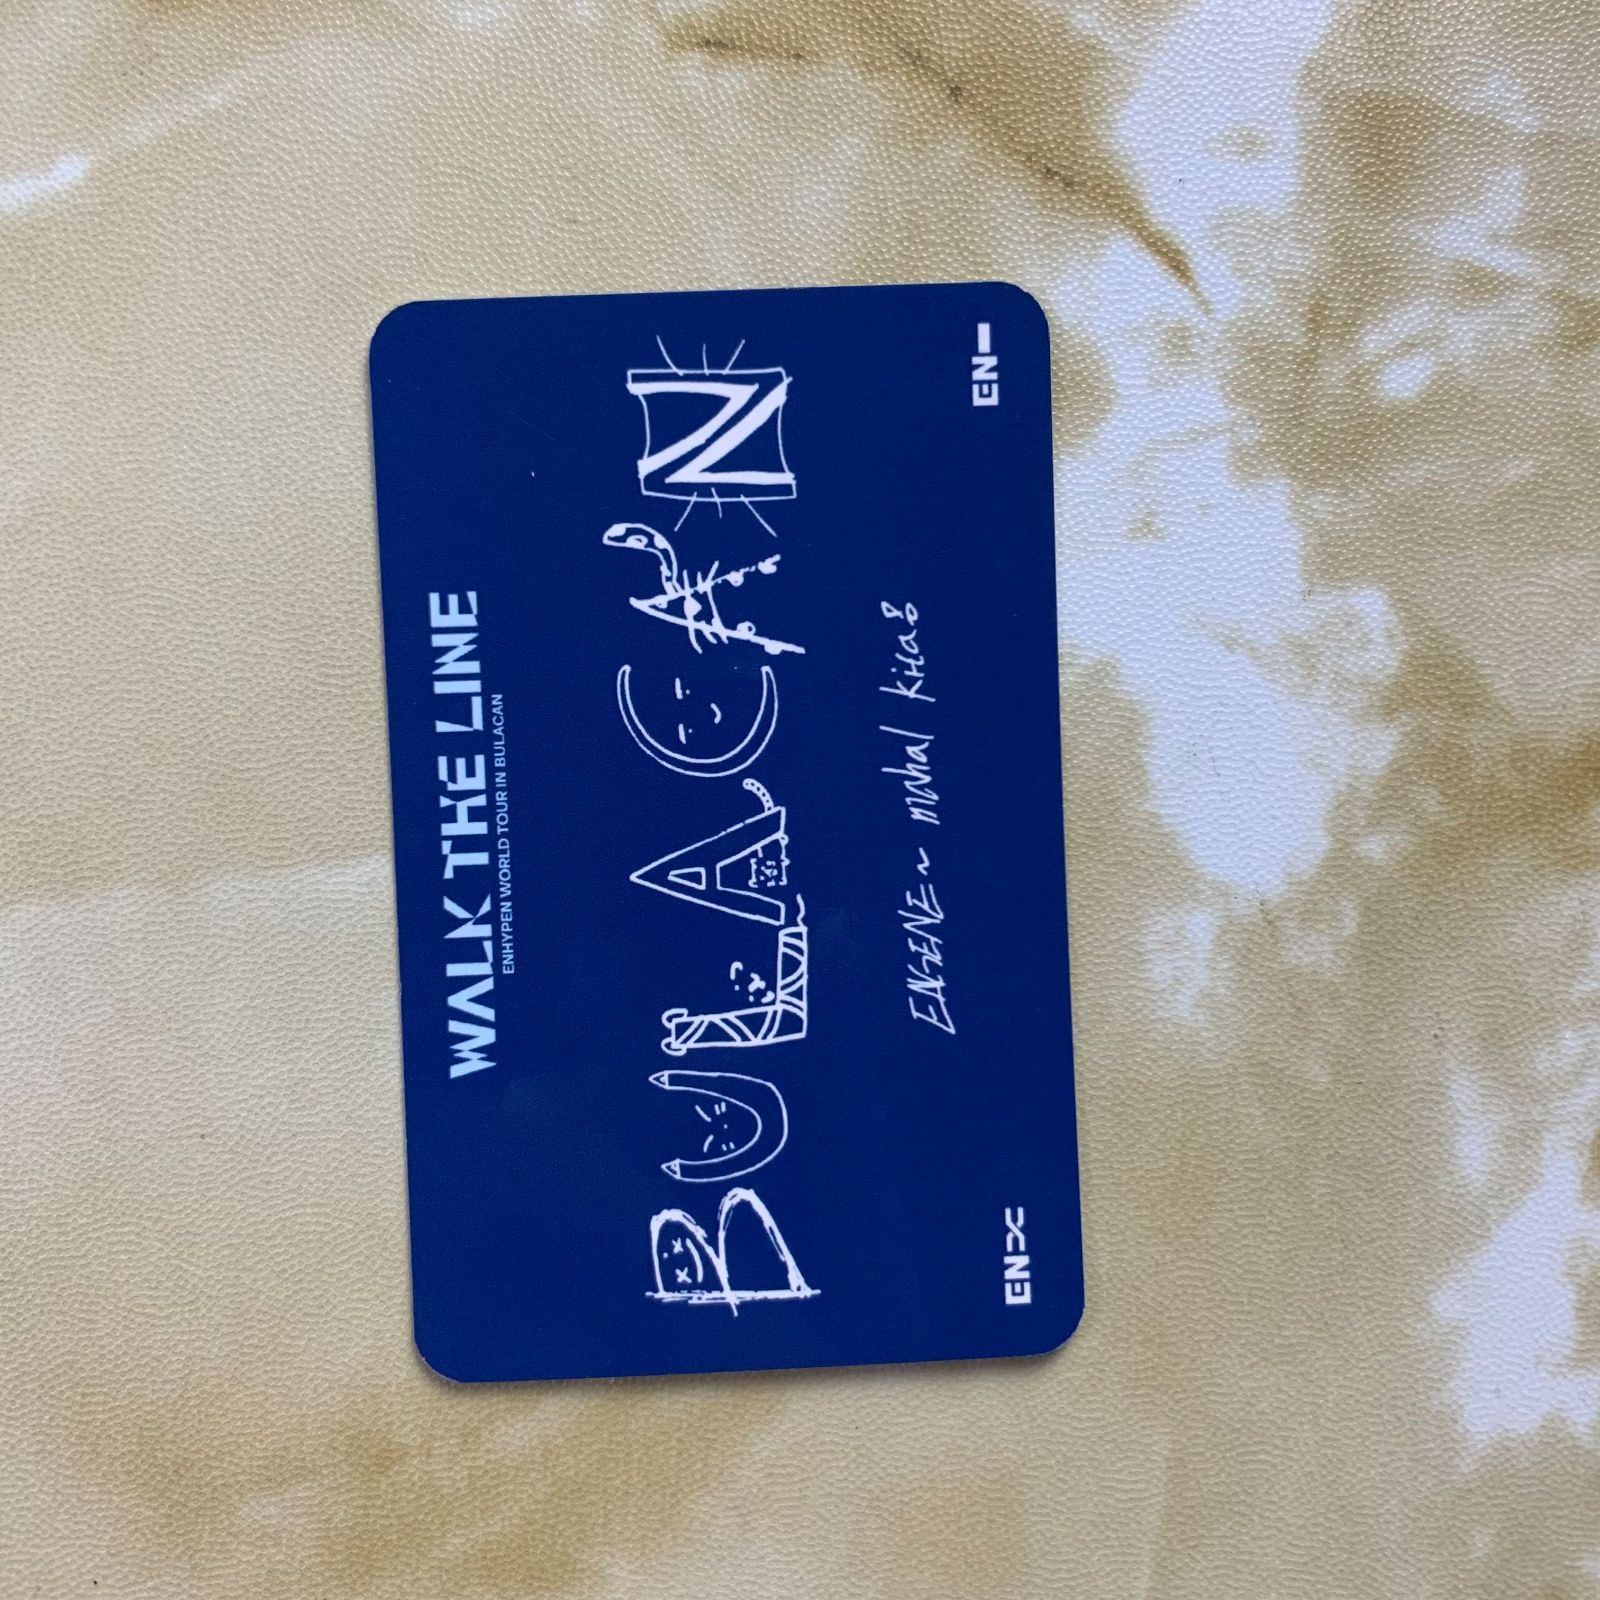 WALK THE LINE
ENHYPEN WORLD TOUR IN BULACAN
BULACAN
ENGENE~ mahal kita!
EN-
EN